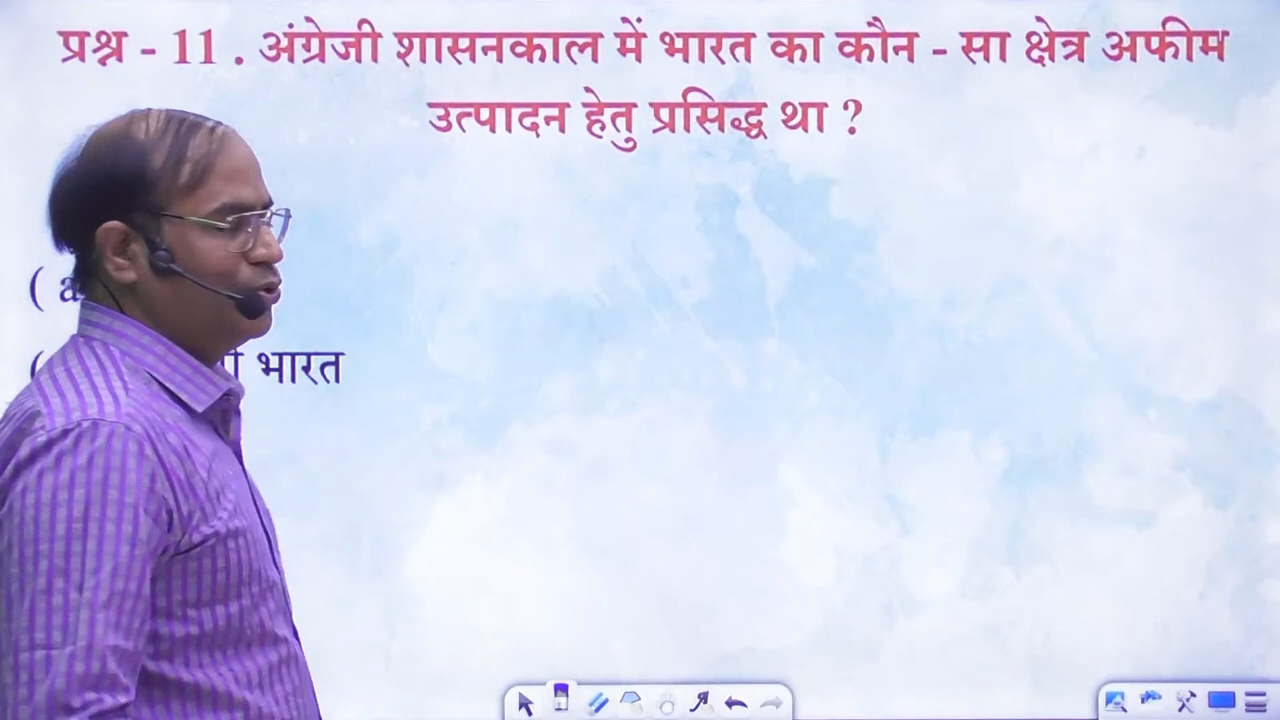 प्रश्न - 11 . अंग्रेजी शासनकाल में भारत का कौन - सा क्षेत्र अफीम
उत्पादन हेतु प्रसिद्ध था ?
( a
( भारत